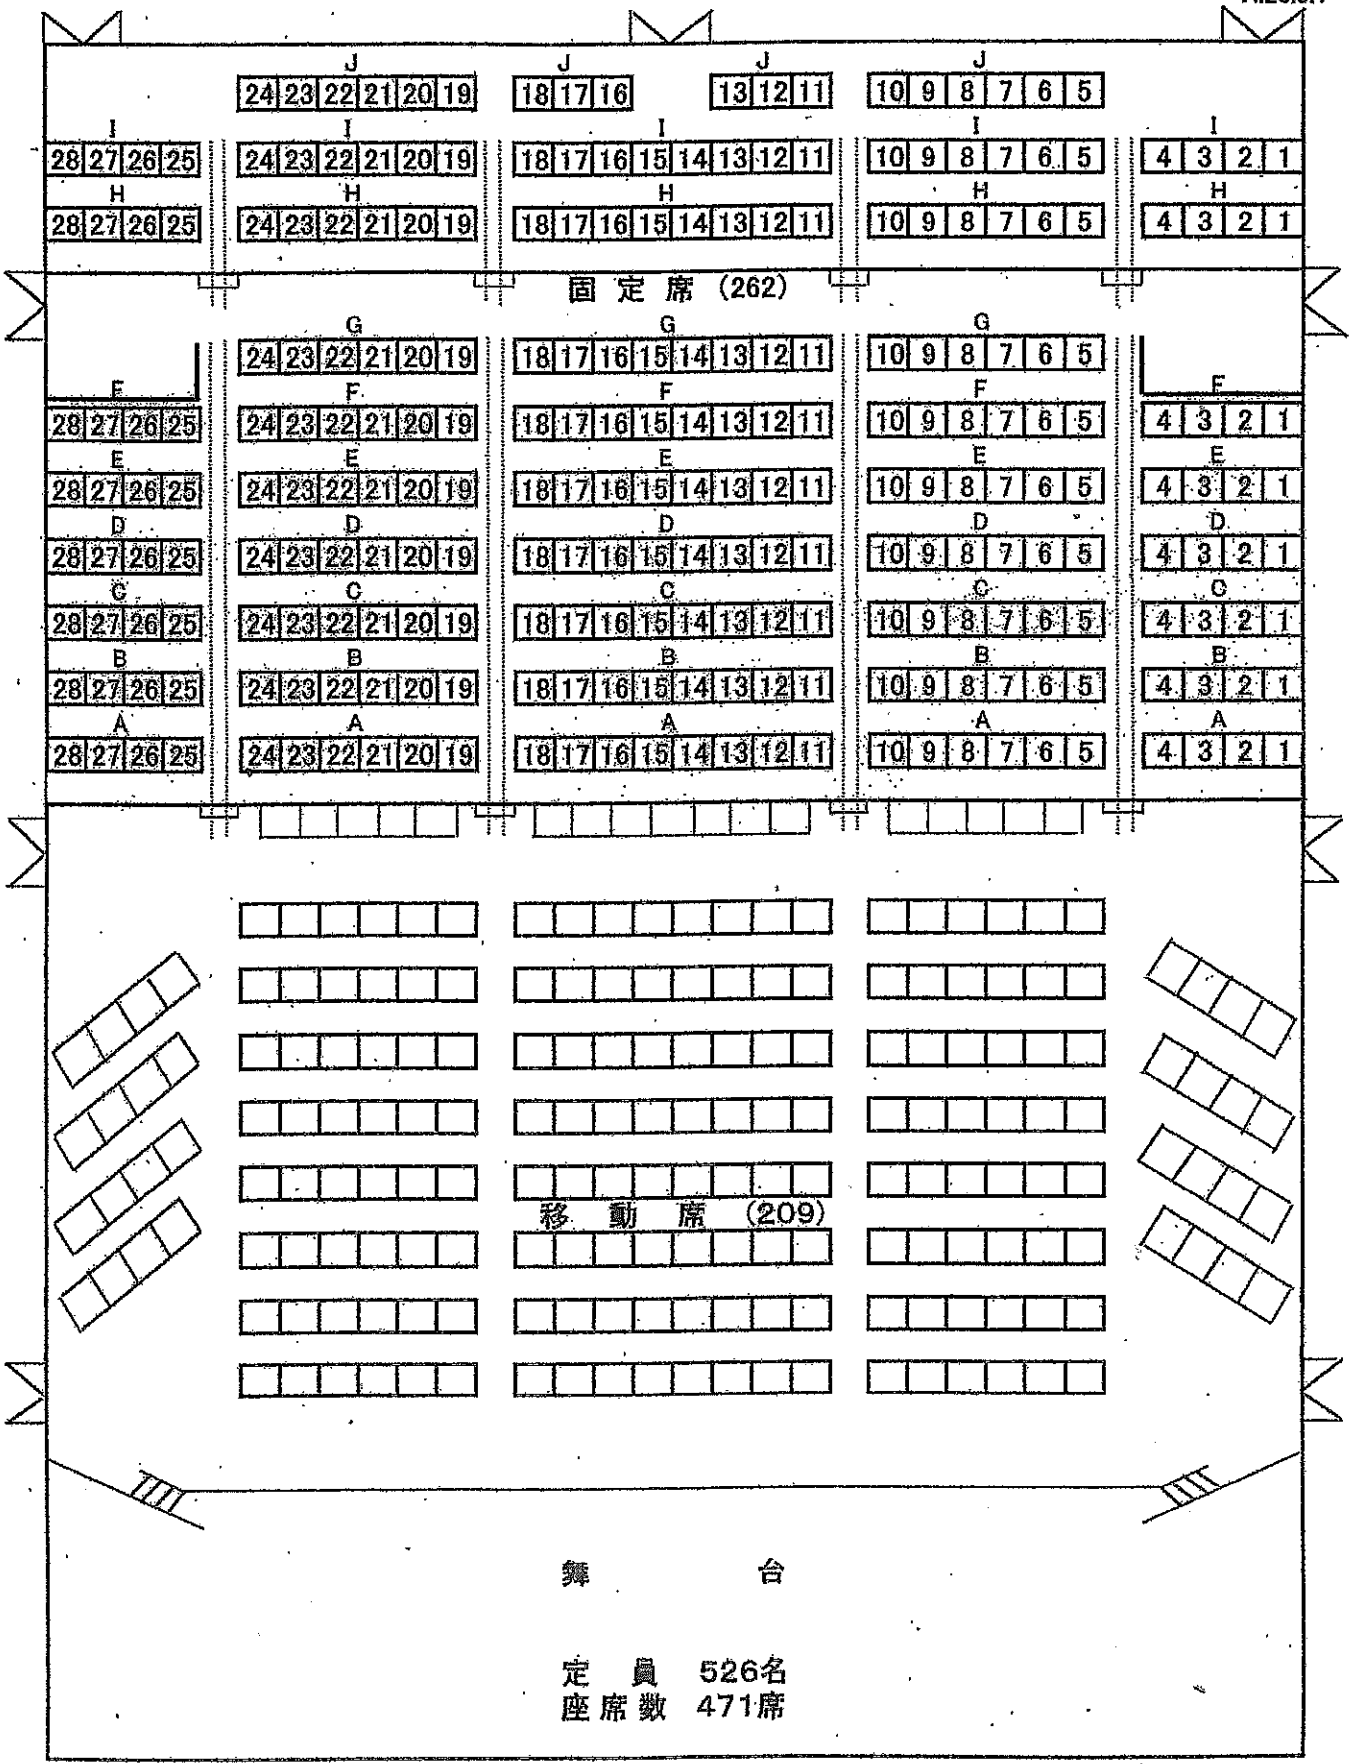 J J J J
24 23 22 21 20 19 18 17 16 13 12 11 10 9 8 7 6 5
I I I I I
28 27 26 25 24 23 22 21 20 19 18 17 16 15 14 13 12 11 10 9 8 7 6 5 4 3 2 1
H H H H H
28 27 26 25 24 23 22 21 20 19 18 17 16 15 14 13 12 11 10 9 8 7 6 5 4 3 2 1
固定席 (262)
G G G
24 23 22 21 20 19 18 17 16 15 14 13 12 11 10 9 8 7 6 5
F F F F F
28 27 26 25 24 23 22 21 20 19 18 17 16 15 14 13 12 11 10 9 8 7 6 5 4 3 2 1
E E E E E
28 27 26 25 24 23 22 21 20 19 18 17 16 15 14 13 12 11 10 9 8 7 6 5 4 3 2 1
D D D D D
28 27 26 25 24 23 22 21 20 19 18 17 16 15 14 13 12 11 10 9 8 7 6 5 4 3 2 1
C C C C C
28 27 26 25 24 23 22 21 20 19 18 17 16 15 14 13 12 11 10 9 8 7 6 5 4 3 2 1
B B B B B
28 27 26 25 24 23 22 21 20 19 18 17 16 15 14 13 12 11 10 9 8 7 6 5 4 3 2 1
A A A A A
28 27 26 25 24 23 22 21 20 19 18 17 16 15 14 13 12 11 10 9 8 7 6 5 4 3 2 1
移動席 (209)
舞台
定員 526名
座席数 471席